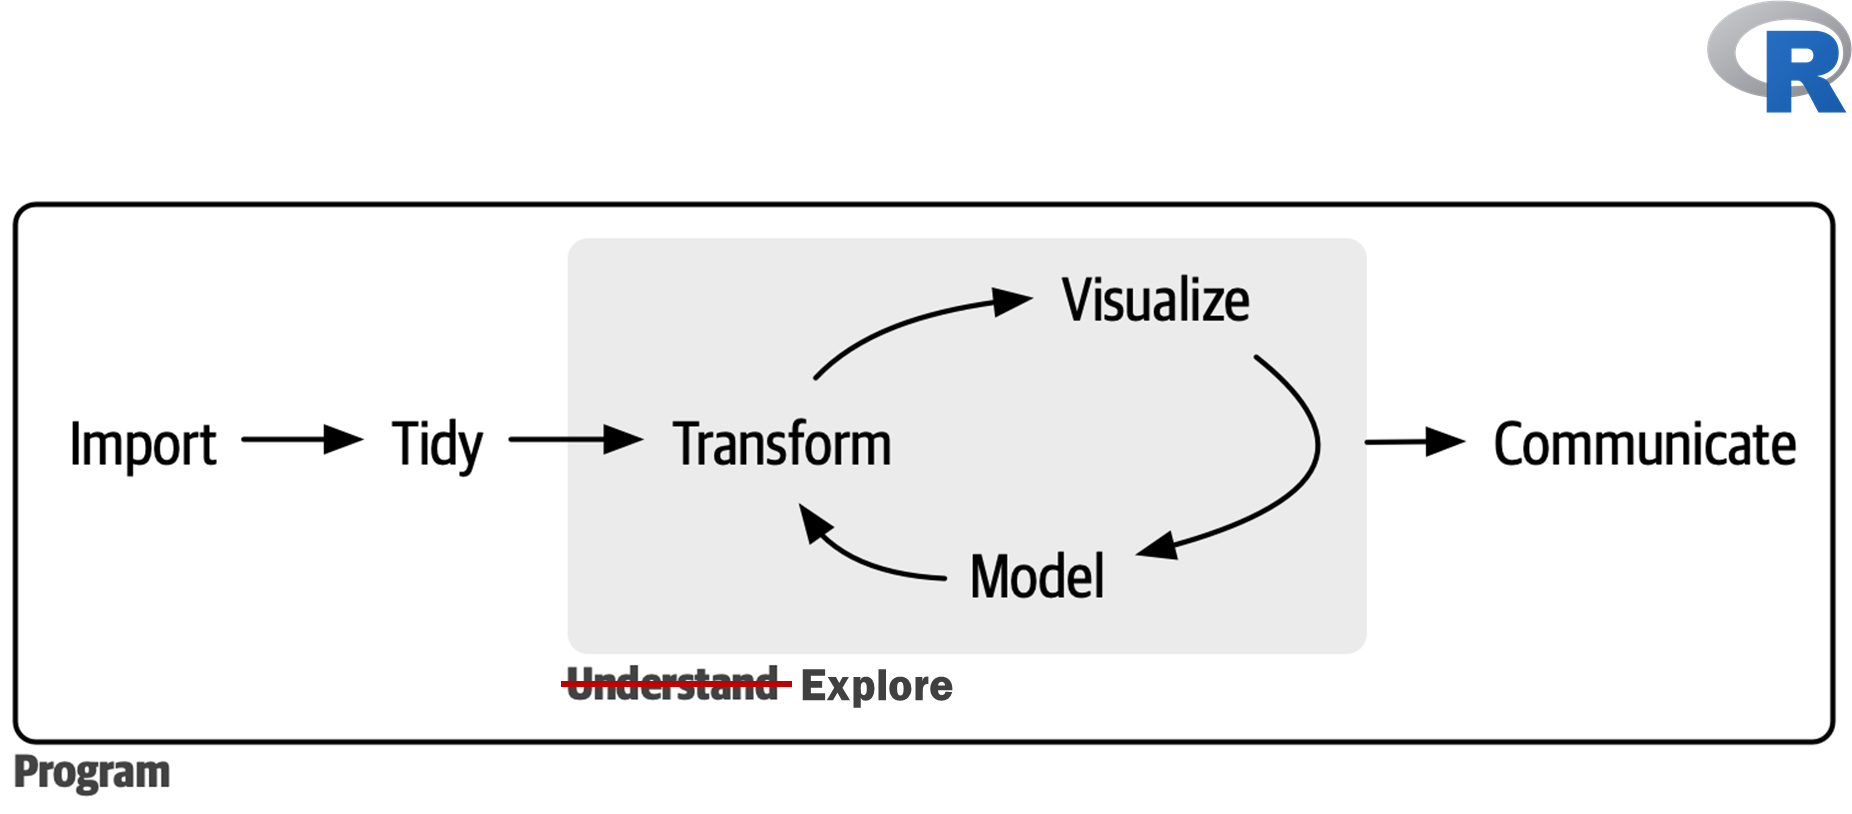 R
Visualize
Import
Tidy
Transform
Communicate
Model
Understand Explore
Program